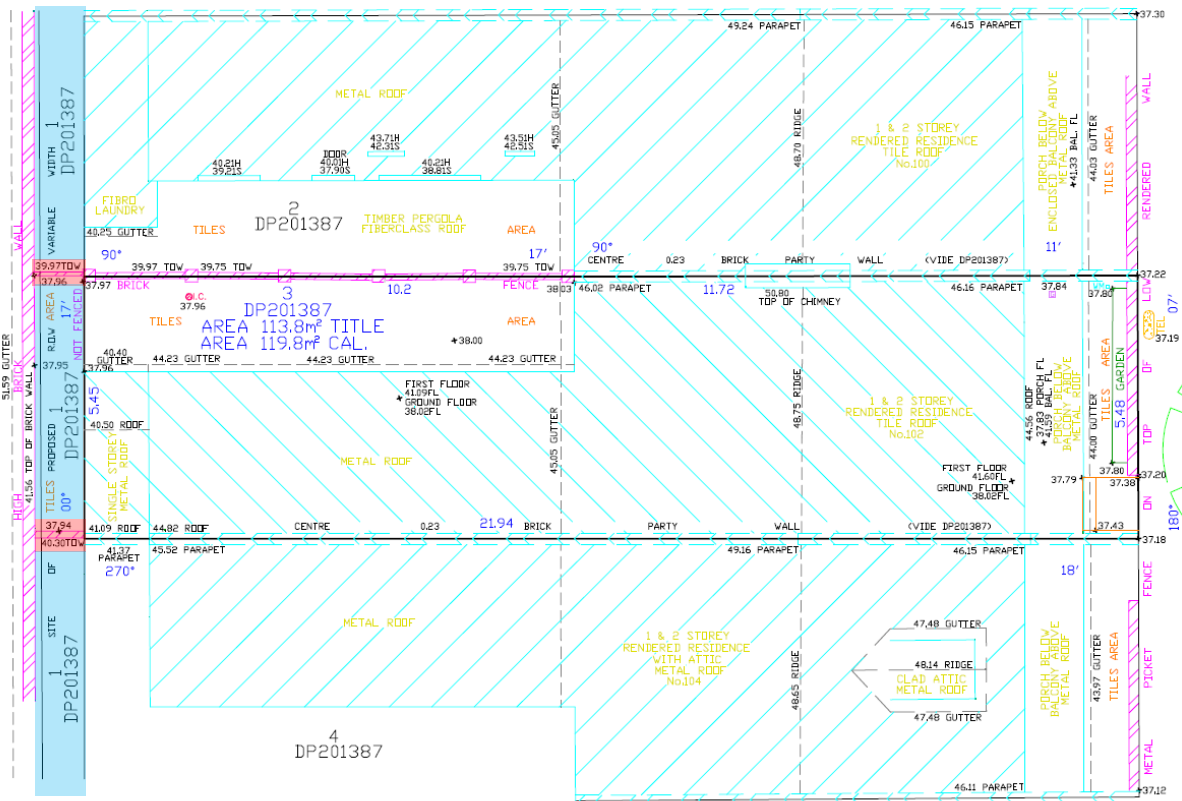 49.24 PARAPET
46.15 PARAPET
37.30
METAL ROOF
45.05 GUTTER
48.70 RIDGE
1 & 2 STOREY
RENDERED RESIDENCE
TILE ROOF
No.100
PORCH BELOW
ENCLOSED BALCONY ABOVE
METAL ROOF
41.33 BAL. FL
44.03 GUTTER
TILES AREA
RENDERED WALL
43.71H
42.31S
43.51H
42.51S
DOOR
40.01H
37.90S
40.21H
39.21S
40.21H
38.81S
FIBRO
LAUNDRY
40.25 GUTTER
2
DP201387
TILES
TIMBER PERGOLA
FIBERCLASS ROOF
AREA
1
DP201387
VARIABLE WIDTH
90°
17'
90°
11'
39.97TOW
37.96
39.97 TOW
39.75 TOW
39.75 TOW
CENTRE 0.23 BRICK PARTY WALL (VIDE DP201387)
37.22
37.97
BRICK
FENCE
38.03
46.02 PARAPET
11.72
50.80
TOP OF CHIMNEY
46.16 PARAPET
37.84
37.80
I.C.
37.96
3
10.2
DP201387
AREA 113.8m² TITLE
AREA 119.8m² CAL.
TILES
AREA
38.00
17'
NOT FENCED
R.O.W AREA
37.95
40.40
GUTTER
37.96
44.23 GUTTER
44.23 GUTTER
44.23 GUTTER
51.59 GUTTER
HIGH BRICK WALL
41.56 TOP OF BRICK WALL
FIRST FLOOR
41.09FL
GROUND FLOOR
38.02FL
48.75 RIDGE
45.05 GUTTER
1 & 2 STOREY
RENDERED RESIDENCE
TILE ROOF
No.102
44.56 ROOF
37.83 PORCH FL
41.59 BAL. FL
PORCH BELOW
BALCONY ABOVE
METAL ROOF
44.00 GUTTER
TILES AREA
5.48 GARDEN
TEL
37.19
07'
180°
5.45
40.50 ROOF
SINGLE STOREY
METAL ROOF
METAL ROOF
1
DP201387
TILES PROPOSED
00°
FIRST FLOOR
41.60FL
GROUND FLOOR
38.02FL
37.80
37.20
37.79
37.38
37.43
37.94
40.30TOW
41.09 ROOF
44.82 ROOF
CENTRE 0.23 21.94 BRICK PARTY WALL (VIDE DP201387)
37.18
41.37
PARAPET
45.52 PARAPET
49.16 PARAPET
46.15 PARAPET
270°
18'
METAL ROOF
1 & 2 STOREY
RENDERED RESIDENCE
WITH ATTIC
METAL ROOF
No.104
48.65 RIDGE
47.48 GUTTER
48.14 RIDGE
CLAD ATTIC
METAL ROOF
47.48 GUTTER
PORCH BELOW
BALCONY ABOVE
METAL ROOF
43.97 GUTTER
TILES AREA
METAL PICKET FENCE ON TOP OF LOW
SITE OF
1
DP201387
4
DP201387
46.11 PARAPET
37.12